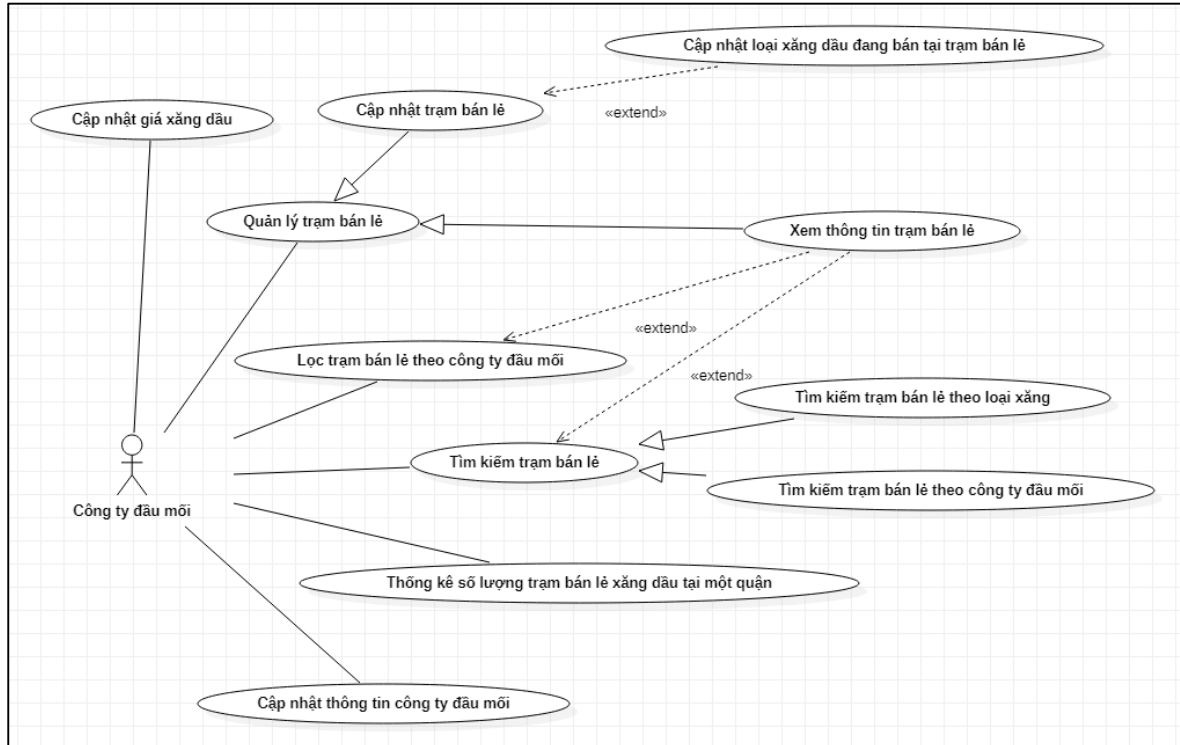 Cập nhật loại xăng dầu đang bán tại trạm bán lẻ
Cập nhật trạm bán lẻ
«extend»
Cập nhật giá xăng dầu
Quản lý trạm bán lẻ
Xem thông tin trạm bán lẻ
«extend»
Lọc trạm bán lẻ theo công ty đầu mối
«extend»
Tìm kiếm trạm bán lẻ theo loại xăng
Tìm kiếm trạm bán lẻ
Tìm kiếm trạm bán lẻ theo công ty đầu mối
Công ty đầu mối
Thống kê số lượng trạm bán lẻ xăng dầu tại một quận
Cập nhật thông tin công ty đầu mối